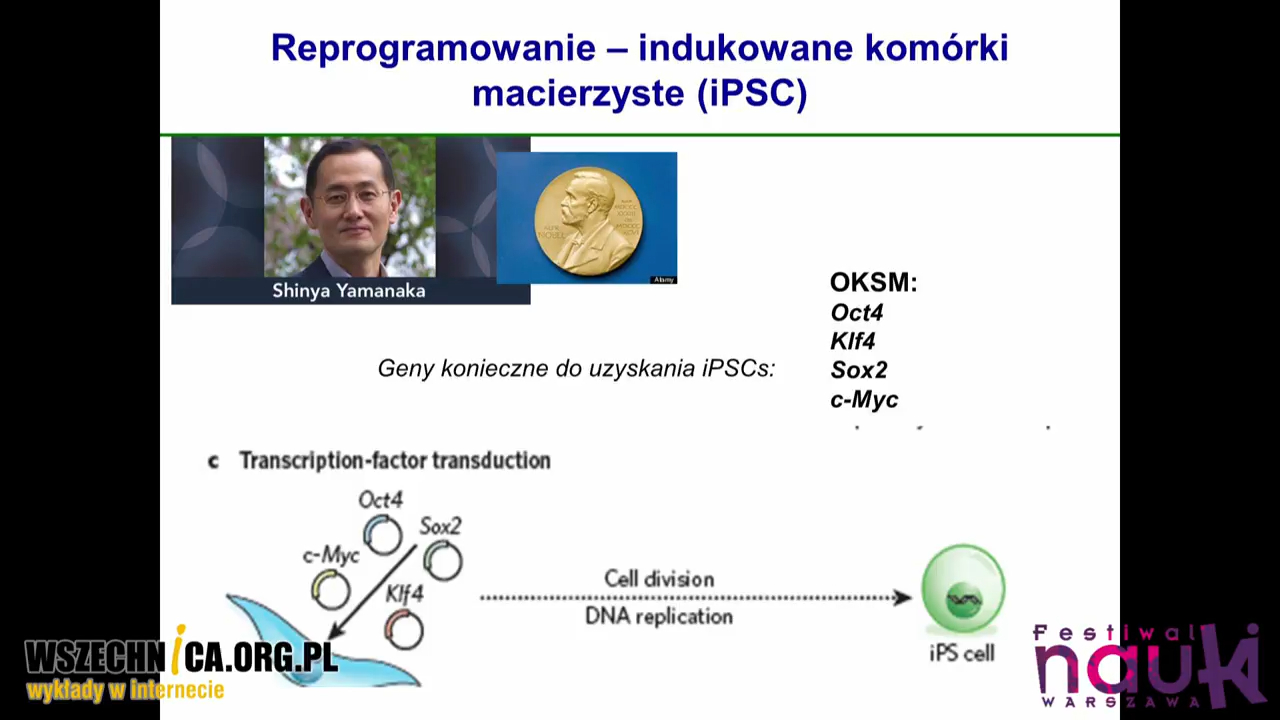 Reprogramowanie – indukowane komórki
macierzyste (iPSC)
Shinya Yamanaka
Alamy
OKSM:
Oct4
Klf4
Sox2
c-Myc
Geny konieczne do uzyskania iPSCs:
c Transcription-factor transduction
Oct4
Sox2
c-Myc
Klf4
Cell division
DNA replication
iPS cell
WSZECHNICA.ORG.PL
wykłady w internecie
Festiwal
nauki
WARSZAWA